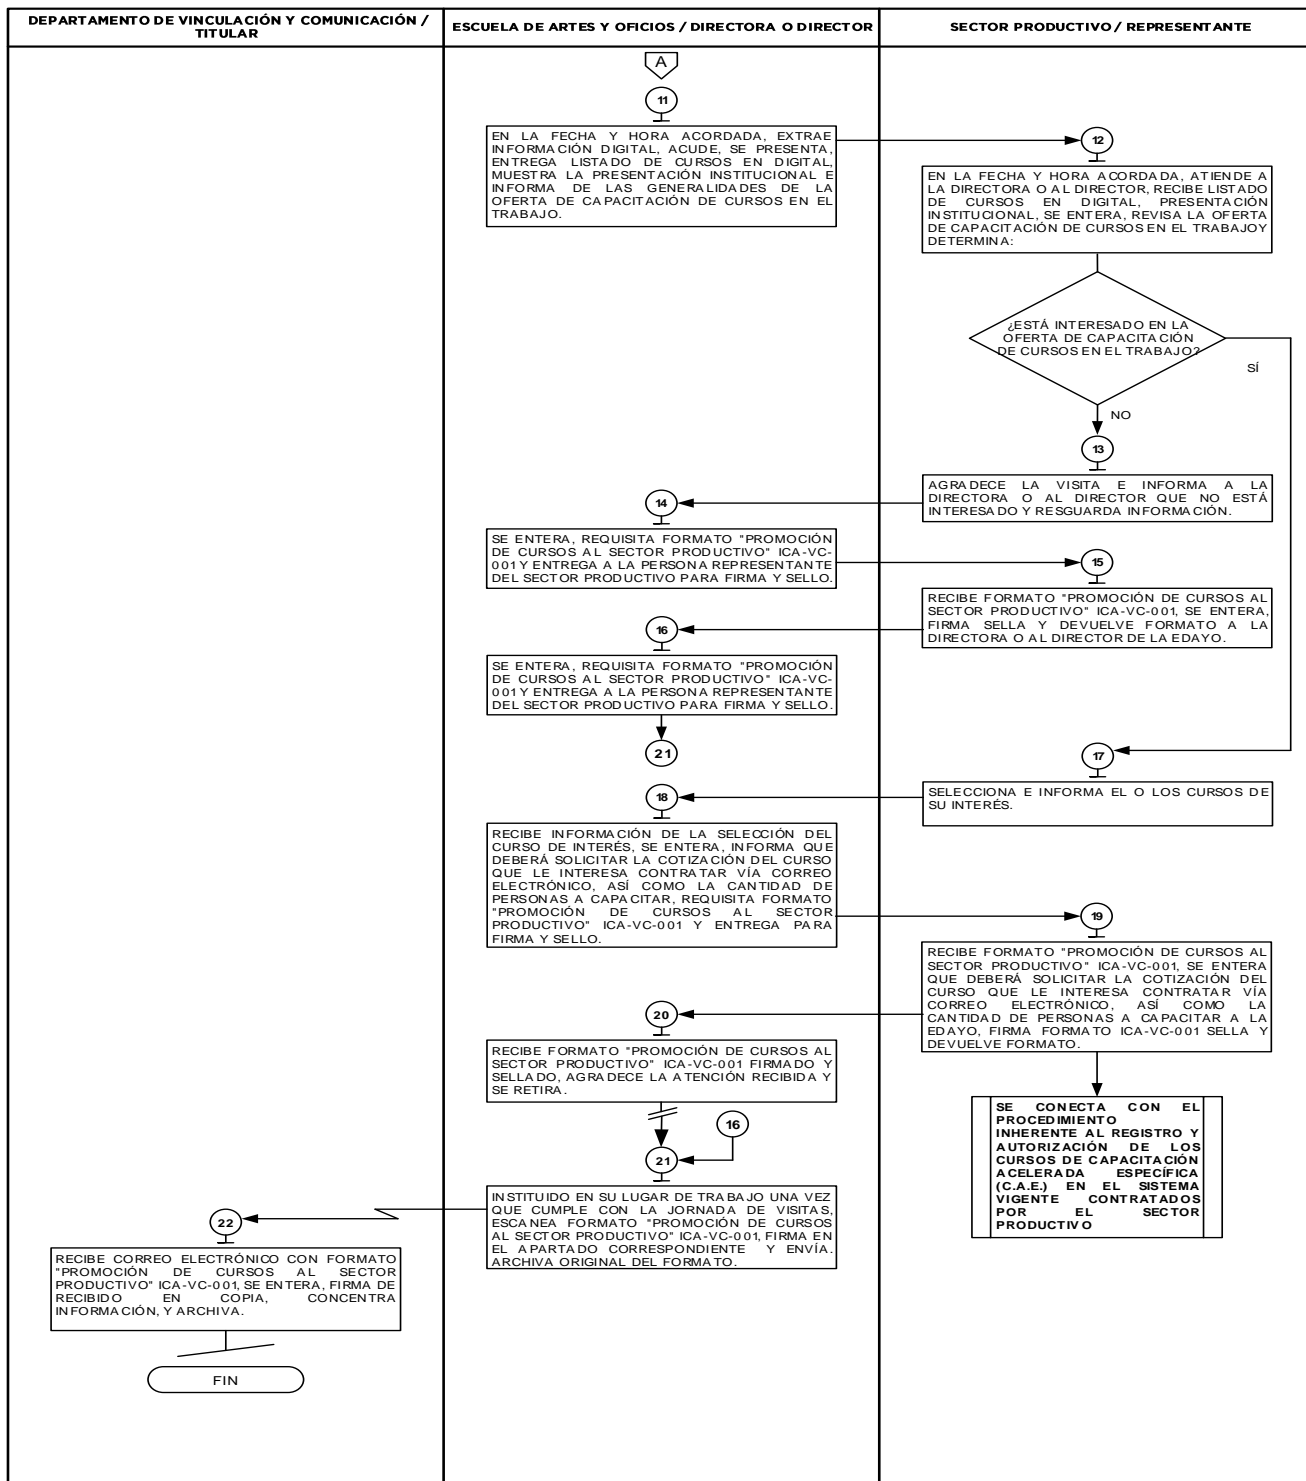 DEPARTAMENTO DE VINCULACIÓN Y COMUNICACIÓN /
TITULAR
ESCUELA DE ARTES Y OFICIOS / DIRECTORA O DIRECTOR
SECTOR PRODUCTIVO / REPRESENTANTE
A
11
EN LA FECHA Y HORA ACORDADA, EXTRAE
INFORMACIÓN DIGITAL, ACUDE, SE PRESENTA,
ENTREGA LISTADO DE CURSOS EN DIGITAL,
MUESTRA LA PRESENTACIÓN INSTITUCIONAL E
INFORMA DE LAS GENERALIDADES DE LA
OFERTA DE CAPACITACIÓN DE CURSOS EN EL
TRABAJO.
12
EN LA FECHA Y HORA ACORDADA, ATIENDE A
LA DIRECTORA O AL DIRECTOR, RECIBE LISTADO
DE CURSOS EN DIGITAL, PRESENTACIÓN
INSTITUCIONAL, SE ENTERA, REVISA LA OFERTA
DE CAPACITACIÓN DE CURSOS EN EL TRABAJOY
DETERMINA:
¿ESTÁ INTERESADO EN LA
OFERTA DE CAPACITACIÓN
DE CURSOS EN EL TRABAJO?
SÍ
NO
13
AGRADECE LA VISITA E INFORMA A LA
DIRECTORA O AL DIRECTOR QUE NO ESTÁ
INTERESADO Y RESGUARDA INFORMACIÓN.
14
SE ENTERA, REQUISITA FORMATO "PROMOCIÓN
DE CURSOS AL SECTOR PRODUCTIVO" ICA-VC-
001 Y ENTREGA A LA PERSONA REPRESENTANTE
DEL SECTOR PRODUCTIVO PARA FIRMA Y SELLO.
15
RECIBE FORMATO "PROMOCIÓN DE CURSOS AL
SECTOR PRODUCTIVO" ICA-VC-001, SE ENTERA,
FIRMA SELLA Y DEVUELVE FORMATO A LA
DIRECTORA O AL DIRECTOR DE LA EDAYO.
16
SE ENTERA, REQUISITA FORMATO "PROMOCIÓN
DE CURSOS AL SECTOR PRODUCTIVO" ICA-VC-
001 Y ENTREGA A LA PERSONA REPRESENTANTE
DEL SECTOR PRODUCTIVO PARA FIRMA Y SELLO.
21
17
SELECCIONA E INFORMA EL O LOS CURSOS DE
SU INTERÉS.
18
RECIBE INFORMACIÓN DE LA SELECCIÓN DEL
CURSO DE INTERÉS, SE ENTERA, INFORMA QUE
DEBERÁ SOLICITAR LA COTIZACIÓN DEL CURSO
QUE LE INTERESA CONTRATAR VÍA CORREO
ELECTRÓNICO, ASÍ COMO LA CANTIDAD DE
PERSONAS A CAPACITAR, REQUISITA FORMATO
"PROMOCIÓN DE CURSOS AL SECTOR
PRODUCTIVO" ICA-VC-001 Y ENTREGA PARA
FIRMA Y SELLO.
19
RECIBE FORMATO "PROMOCIÓN DE CURSOS AL
SECTOR PRODUCTIVO" ICA-VC-001, SE ENTERA
QUE DEBERÁ SOLICITAR LA COTIZACIÓN DEL
CURSO QUE LE INTERESA CONTRATAR VÍA
CORREO ELECTRÓNICO, ASÍ COMO LA
CANTIDAD DE PERSONAS A CAPACITAR A LA
EDAYO, FIRMA FORMATO ICA-VC-001 SELLA Y
DEVUELVE FORMATO.
20
RECIBE FORMATO "PROMOCIÓN DE CURSOS AL
SECTOR PRODUCTIVO" ICA-VC-001 FIRMADO Y
SELLADO, AGRADECE LA ATENCIÓN RECIBIDA Y
SE RETIRA.
SE CONECTA CON EL
PROCEDIMIENTO
INHERENTE AL REGISTRO Y
AUTORIZACIÓN DE LOS
CURSOS DE CAPACITACIÓN
ACELERADA ESPECÍFICA
(C.A.E.) EN EL SISTEMA
VIGENTE CONTRATADOS
POR EL SECTOR
PRODUCTIVO
16
21
INSTITUIDO EN SU LUGAR DE TRABAJO UNA VEZ
QUE CUMPLE CON LA JORNADA DE VISITAS,
ESCANEA FORMATO "PROMOCIÓN DE CURSOS
AL SECTOR PRODUCTIVO" ICA-VC-001, FIRMA EN
EL APARTADO CORRESPONDIENTE Y ENVÍA.
ARCHIVA ORIGINAL DEL FORMATO.
22
RECIBE CORREO ELECTRÓNICO CON FORMATO
"PROMOCIÓN DE CURSOS AL SECTOR
PRODUCTIVO" ICA-VC-001, SE ENTERA, FIRMA DE
RECIBIDO EN COPIA, CONCENTRA
INFORMACIÓN, Y ARCHIVA.
FIN